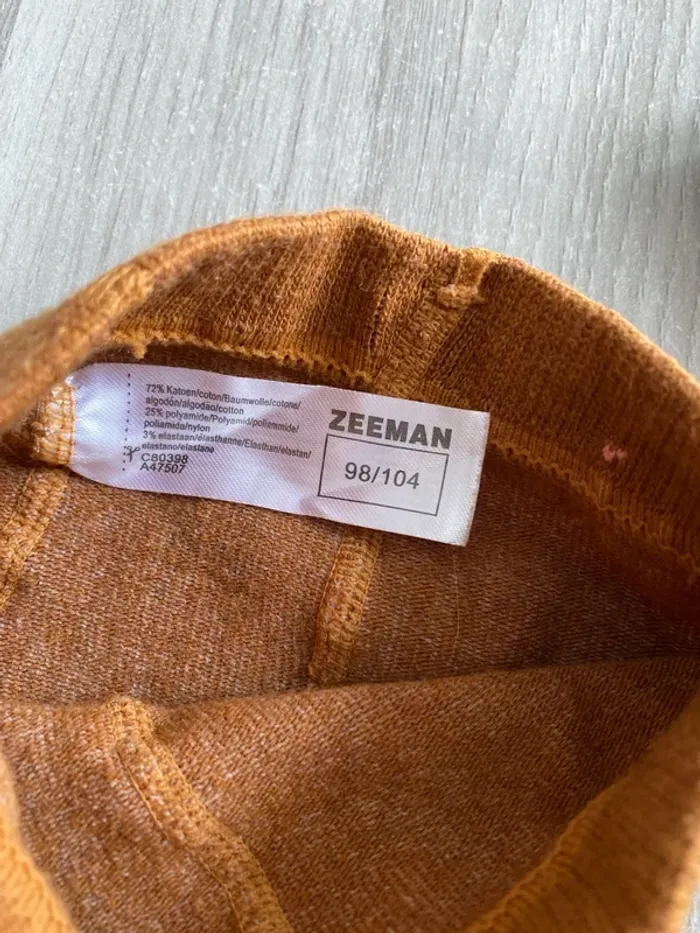 72% Katoen/coton/Baumwolle/cotone/
algodón/algodão/cotton
25% polyamide/Polyamid/poliammide/
poliamida/nylon
3% elastaan/élasthanne/Elasthan/elastan/
elastano/elastane
C80398
A47507
ZEEMAN
98/104